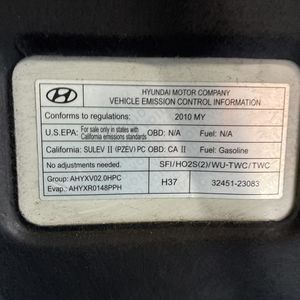 HYUNDAI MOTOR COMPANY
VEHICLE EMISSION CONTROL INFORMATION
Conforms to regulations: 2010 MY
U.S.EPA: For sale only in states with California emissions standards OBD: N/A Fuel: N/A
California: SULEV II (PZEV) PC OBD: CA II Fuel: Gasoline
No adjustments needed. SFI/HO2S(2)/WU-TWC/TWC
Group: AHYXV02.0HPC
Evap.: AHYXR0148PPH
H37 32451-23083